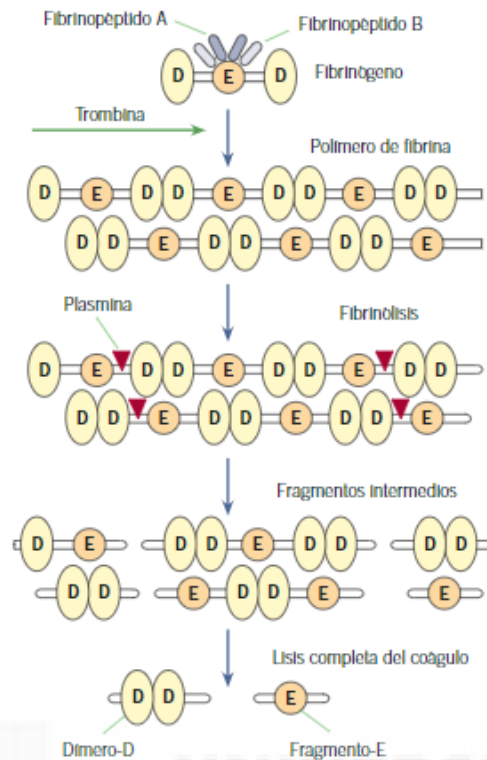 Fibrinopéptido A
Fibrinopéptido B
D E D
Fibrinógeno
Trombina
Polímero de fibrina
D E D D E D D E D D
D D E D D E D D E
Plasmina
Fibrinólisis
D E D D E D D E D D
D D E D D E D D E
Fragmentos intermedios
D E D D E D D D D
D D E D D E E
Lisis completa del coágulo
D D E
Dímero-D
Fragmento-E